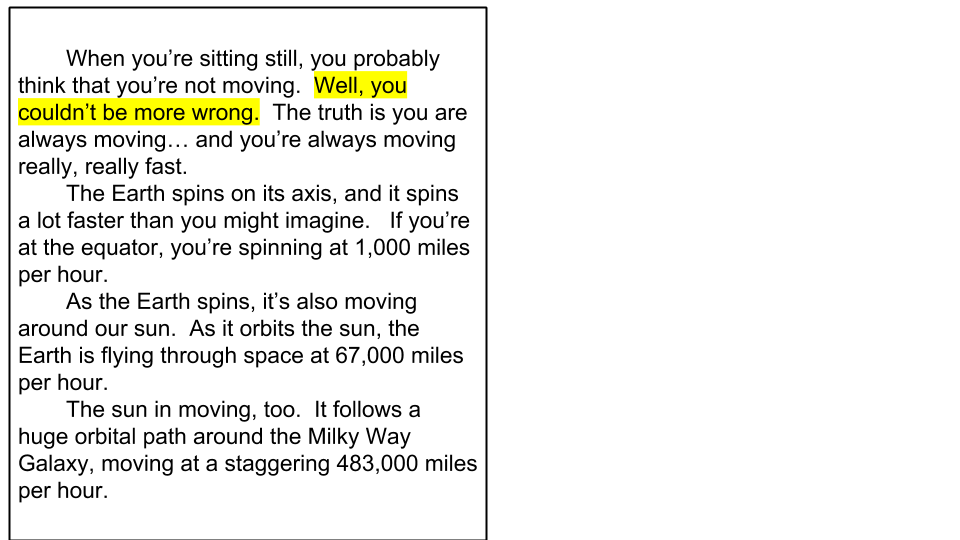 When you’re sitting still, you probably
think that you’re not moving.  Well, you
couldn’t be more wrong.  The truth is you are
always moving… and you’re always moving
really, really fast.
The Earth spins on its axis, and it spins
a lot faster than you might imagine.   If you’re
at the equator, you’re spinning at 1,000 miles
per hour.
As the Earth spins, it’s also moving
around our sun.  As it orbits the sun, the
Earth is flying through space at 67,000 miles
per hour.
The sun in moving, too.  It follows a
huge orbital path around the Milky Way
Galaxy, moving at a staggering 483,000 miles
per hour.